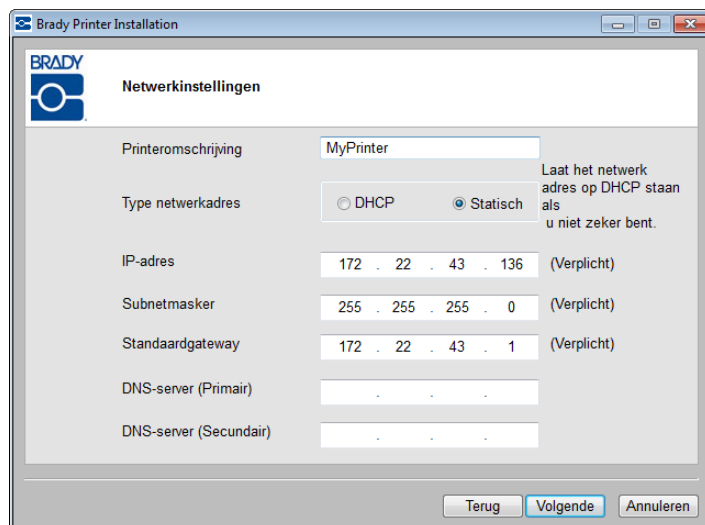 Brady Printer Installation
BRADY
Netwerkinstellingen
Printeromschrijving MyPrinter
Laat het netwerk
adres op DHCP staan
als
u niet zeker bent.
Type netwerkadres DHCP Statisch
IP-adres 172 . 22 . 43 . 136 (Verplicht)
Subnetmasker 255 . 255 . 255 . 0 (Verplicht)
Standaardgateway 172 . 22 . 43 . 1 (Verplicht)
DNS-server (Primair) . . .
DNS-server (Secundair) . . .
Terug Volgende Annuleren